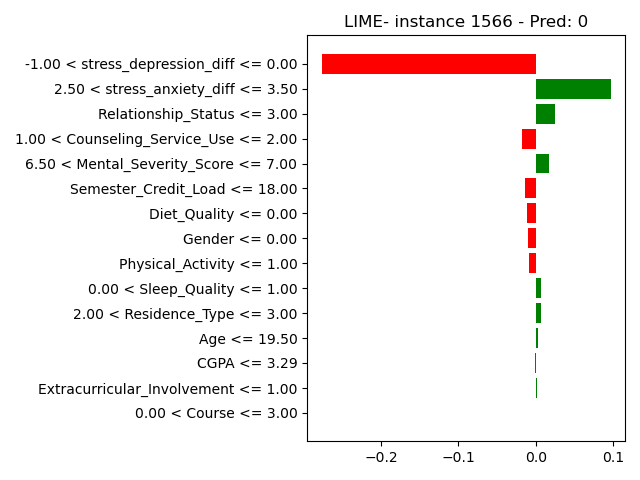 LIME- instance 1566 - Pred: 0
-1.00 < stress_depression_diff <= 0.00
2.50 < stress_anxiety_diff <= 3.50
Relationship_Status <= 3.00
1.00 < Counseling_Service_Use <= 2.00
6.50 < Mental_Severity_Score <= 7.00
Semester_Credit_Load <= 18.00
Diet_Quality <= 0.00
Gender <= 0.00
Physical_Activity <= 1.00
0.00 < Sleep_Quality <= 1.00
2.00 < Residence_Type <= 3.00
Age <= 19.50
CGPA <= 3.29
Extracurricular_Involvement <= 1.00
0.00 < Course <= 3.00
−0.2 −0.1 0.0 0.1